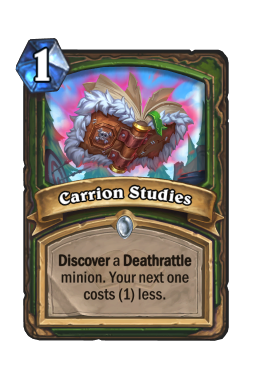 1
Carrion Studies
Discover a Deathrattle
minion. Your next one
costs (1) less.